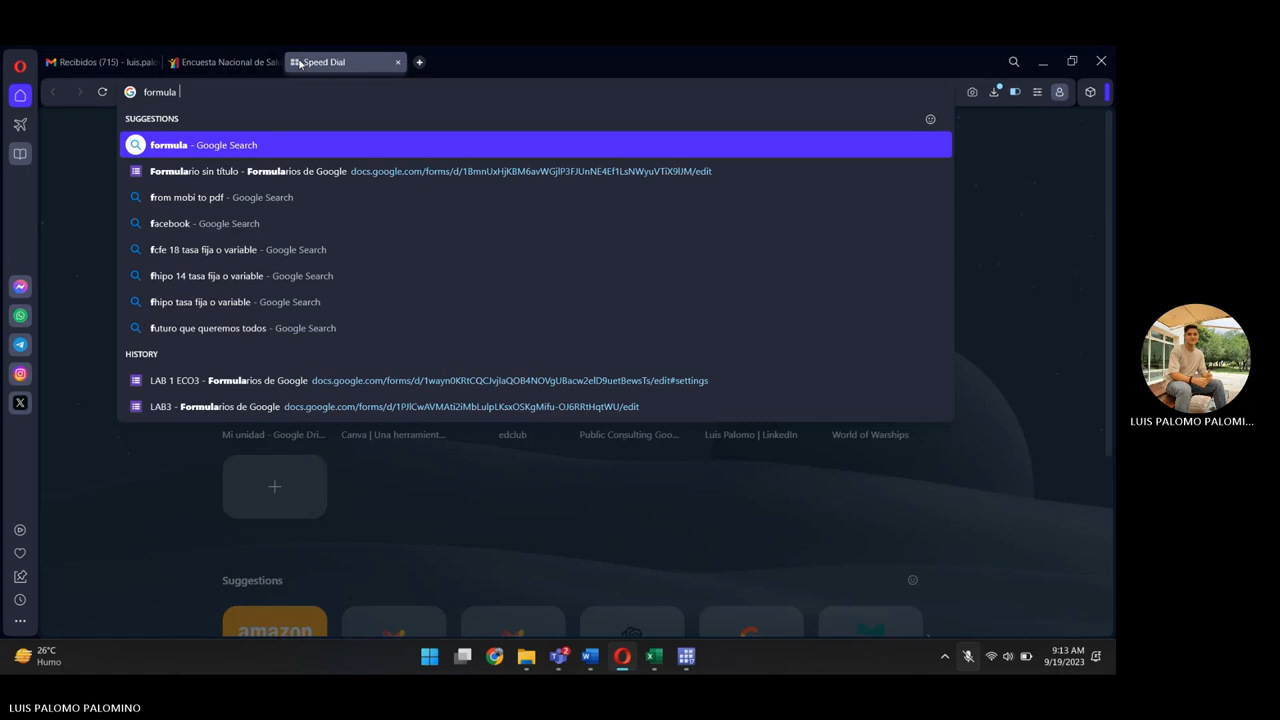 Recibidos (715) - luis.palo
Encuesta Nacional de Sal
Speed Dial
formula
SUGGESTIONS
formula - Google Search
Formulario sin título - Formularios de Google docs.google.com/forms/d/1BmnUxHjKBM6avWGjlP3FJUnNE4Ef1LsNWyuVTiX9lJM/edit
from mobi to pdf - Google Search
facebook - Google Search
fcfe 18 tasa fija o variable - Google Search
fhipo 14 tasa fija o variable - Google Search
fhipo tasa fija o variable - Google Search
futuro que queremos todos - Google Search
HISTORY
LAB 1 ECO3 - Formularios de Google docs.google.com/forms/d/1wayn0KRtCQCJvjIaQOB4NOVgUBacw2elD9uetBewsTs/edit#settings
LAB3 - Formularios de Google docs.google.com/forms/d/1PJlCwAVMAti2iMbLulpLKsxOSKgMifu-OJ6RRtHqtWU/edit
Mi unidad - Google Dri...
Canva | Una herramient...
edclub
Public Consulting Goo...
Luis Palomo | LinkedIn
World of Warships
Suggestions
amazon
LUIS PALOMO PALOMI...
26°C
Humo
2
17
9:13 AM
9/19/2023
LUIS PALOMO PALOMINO